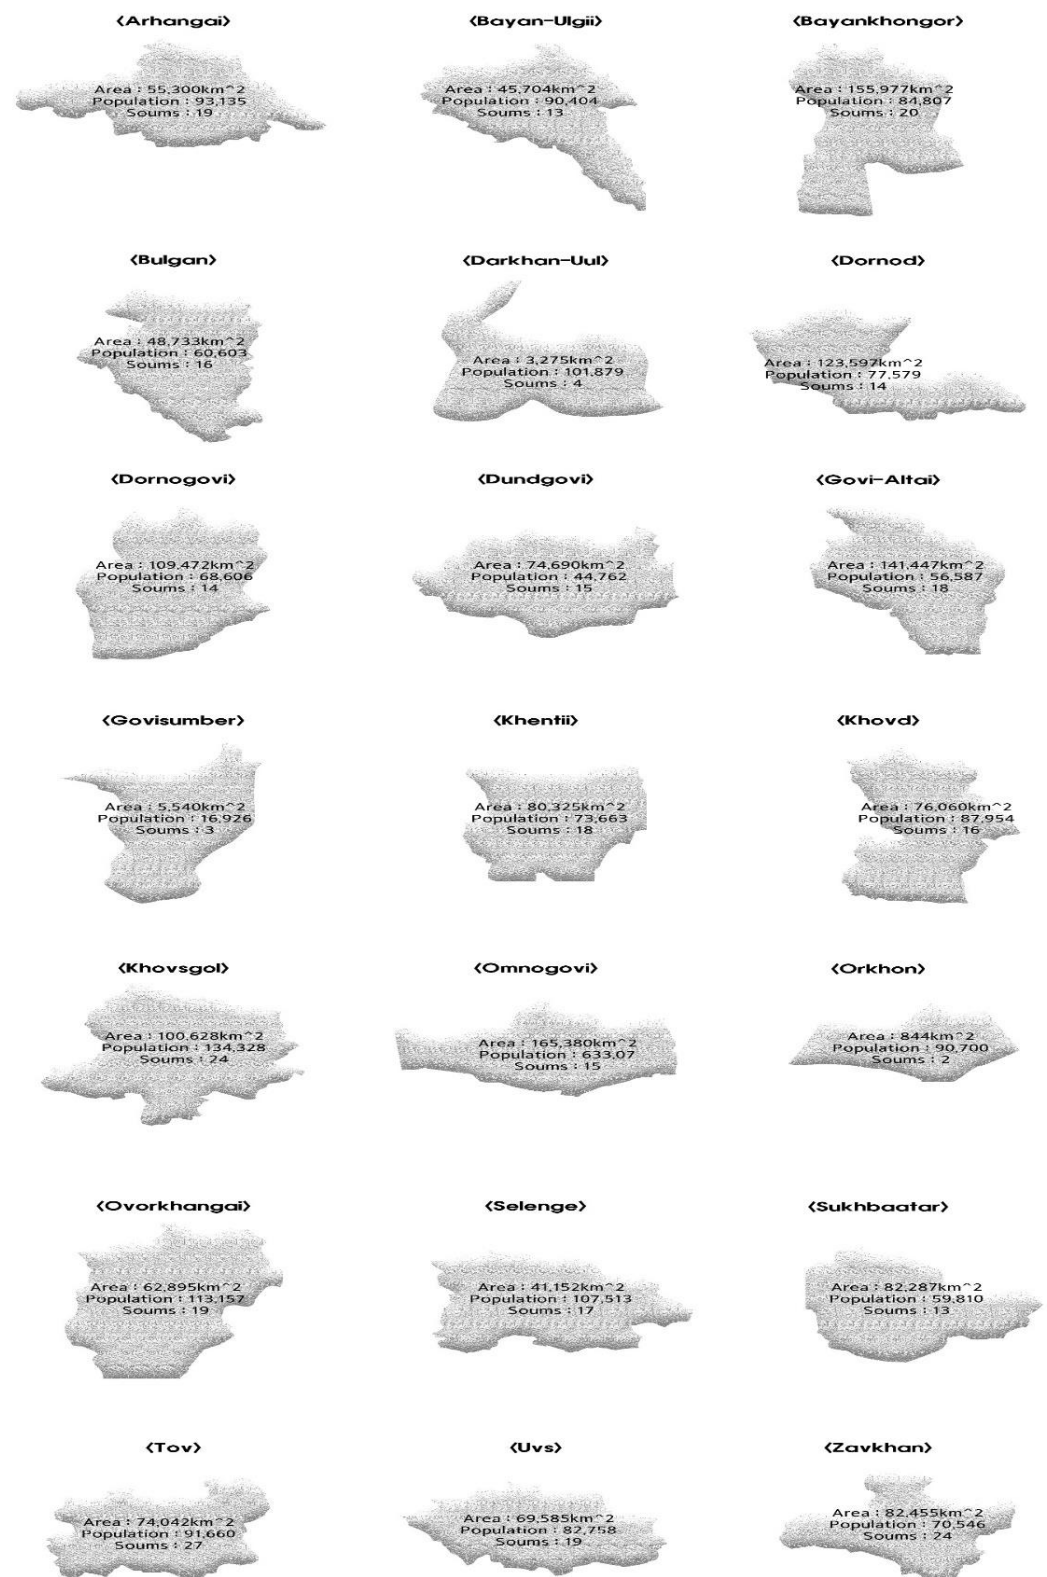 <Arhangai>
Area : 55,300km^2
Population : 93,135
Soums : 19
<Bayan-Ulgii>
Area : 45,704km^2
Population : 90,404
Soums : 13
<Bayankhongor>
Area : 155,977km^2
Population : 84,807
Soums : 20
<Bulgan>
Area : 48,733km^2
Population : 60,603
Soums : 16
<Darkhan-Uul>
Area : 3,275km^2
Population : 101,879
Soums : 4
<Dornod>
Area : 123,597km^2
Population : 77,579
Soums : 14
<Dornogovi>
Area : 109,472km^2
Population : 68,606
Soums : 14
<Dundgovi>
Area : 74,690km^2
Population : 44,762
Soums : 15
<Govi-Altai>
Area : 141,447km^2
Population : 56,587
Soums : 18
<Govisumber>
Area : 5,540km^2
Population : 16,926
Soums : 3
<Khentii>
Area : 80,325km^2
Population : 73,663
Soums : 18
<Khovd>
Area : 76,060km^2
Population : 87,954
Soums : 16
<Khovsgol>
Area : 100,628km^2
Population : 134,328
Soums : 24
<Omnogovi>
Area : 165,380km^2
Population : 633,07
Soums : 15
<Orkhon>
Area : 844km^2
Population : 90,700
Soums : 2
<Ovorkhangai>
Area : 62,895km^2
Population : 113,157
Soums : 19
<Selenge>
Area : 41,152km^2
Population : 107,513
Soums : 17
<Sukhbaatar>
Area : 82,287km^2
Population : 59,810
Soums : 13
<Tov>
Area : 74,042km^2
Population : 91,660
Soums : 27
<Uvs>
Area : 69,585km^2
Population : 82,758
Soums : 19
<Zavkhan>
Area : 82,455km^2
Population : 70,546
Soums : 24